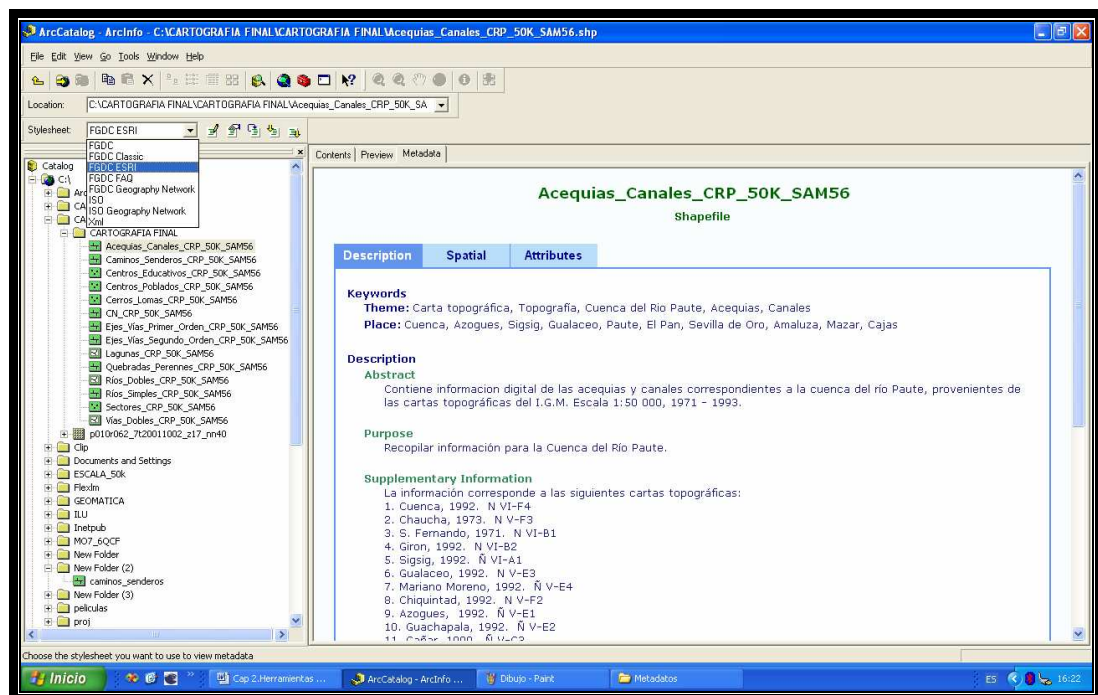 ArcCatalog - ArcInfo - C:\CARTOGRAFIA FINAL\CARTOGRAFIA FINAL\Acequias_Canales_CRP_50K_SAM56.shp
File Edit View Go Tools Window Help
Location: C:\CARTOGRAFIA FINAL\CARTOGRAFIA FINAL\Acequias_Canales_CRP_50K_SA
Stylesheet: FGDC ESRI
FGDC
FGDC Classic
FGDC ESRI
FGDC FAQ
FGDC Geography Network
ISO
ISO Geography Network
Xml
Catalog
C:\
Arc
CA
CA
CARTOGRAFIA FINAL
Acequias_Canales_CRP_50K_SAM56
Caminos_Senderos_CRP_50K_SAM56
Centros_Educativos_CRP_50K_SAM56
Centros_Poblados_CRP_50K_SAM56
Cerros_Lomas_CRP_50K_SAM56
CN_CRP_50K_SAM56
Ejes_Vías_Primer_Orden_CRP_50K_SAM56
Ejes_Vías_Segundo_Orden_CRP_50K_SAM56
Lagunas_CRP_50K_SAM56
Quebradas_Perennes_CRP_50K_SAM56
Ríos_Dobles_CRP_50K_SAM56
Ríos_Simples_CRP_50K_SAM56
Sectores_CRP_50K_SAM56
Vías_Dobles_CRP_50K_SAM56
p010r062_7t20011002_z17_nn40
Clip
Documents and Settings
ESCALA_50k
Flexlm
GEOMATICA
ILU
Inetpub
MO7_6QCF
New Folder
New Folder (2)
caminos_senderos
New Folder (3)
peliculas
proj
Contents Preview Metadata
Acequias_Canales_CRP_50K_SAM56
Shapefile
Description Spatial Attributes
Keywords
Theme: Carta topográfica, Topografía, Cuenca del Rio Paute, Acequias, Canales
Place: Cuenca, Azogues, Sigsig, Gualaceo, Paute, El Pan, Sevilla de Oro, Amaluza, Mazar, Cajas
Description
Abstract
Contiene informacion digital de las acequias y canales correspondientes a la cuenca del río Paute, provenientes de
las cartas topográficas del I.G.M. Escala 1:50 000, 1971 - 1993.
Purpose
Recopilar información para la Cuenca del Río Paute.
Supplementary Information
La información corresponde a las siguientes cartas topográficas:
1. Cuenca, 1992. N VI-F4
2. Chaucha, 1973. N V-F3
3. S. Fernando, 1971. N VI-B1
4. Giron, 1992. N VI-B2
5. Sigsig, 1992. Ñ VI-A1
6. Gualaceo, 1992. N V-E3
7. Mariano Moreno, 1992. Ñ V-E4
8. Chiquintad, 1992. N V-F2
9. Azogues, 1992. Ñ V-E1
10. Guachapala, 1992. Ñ V-E2
11. Cañar, Ñ
Choose the stylesheet you want to use to view metadata
Inicio Cap 2.Herramientas ... ArcCatalog - ArcInfo ... Dibujo - Paint Metadatos ES 16:22